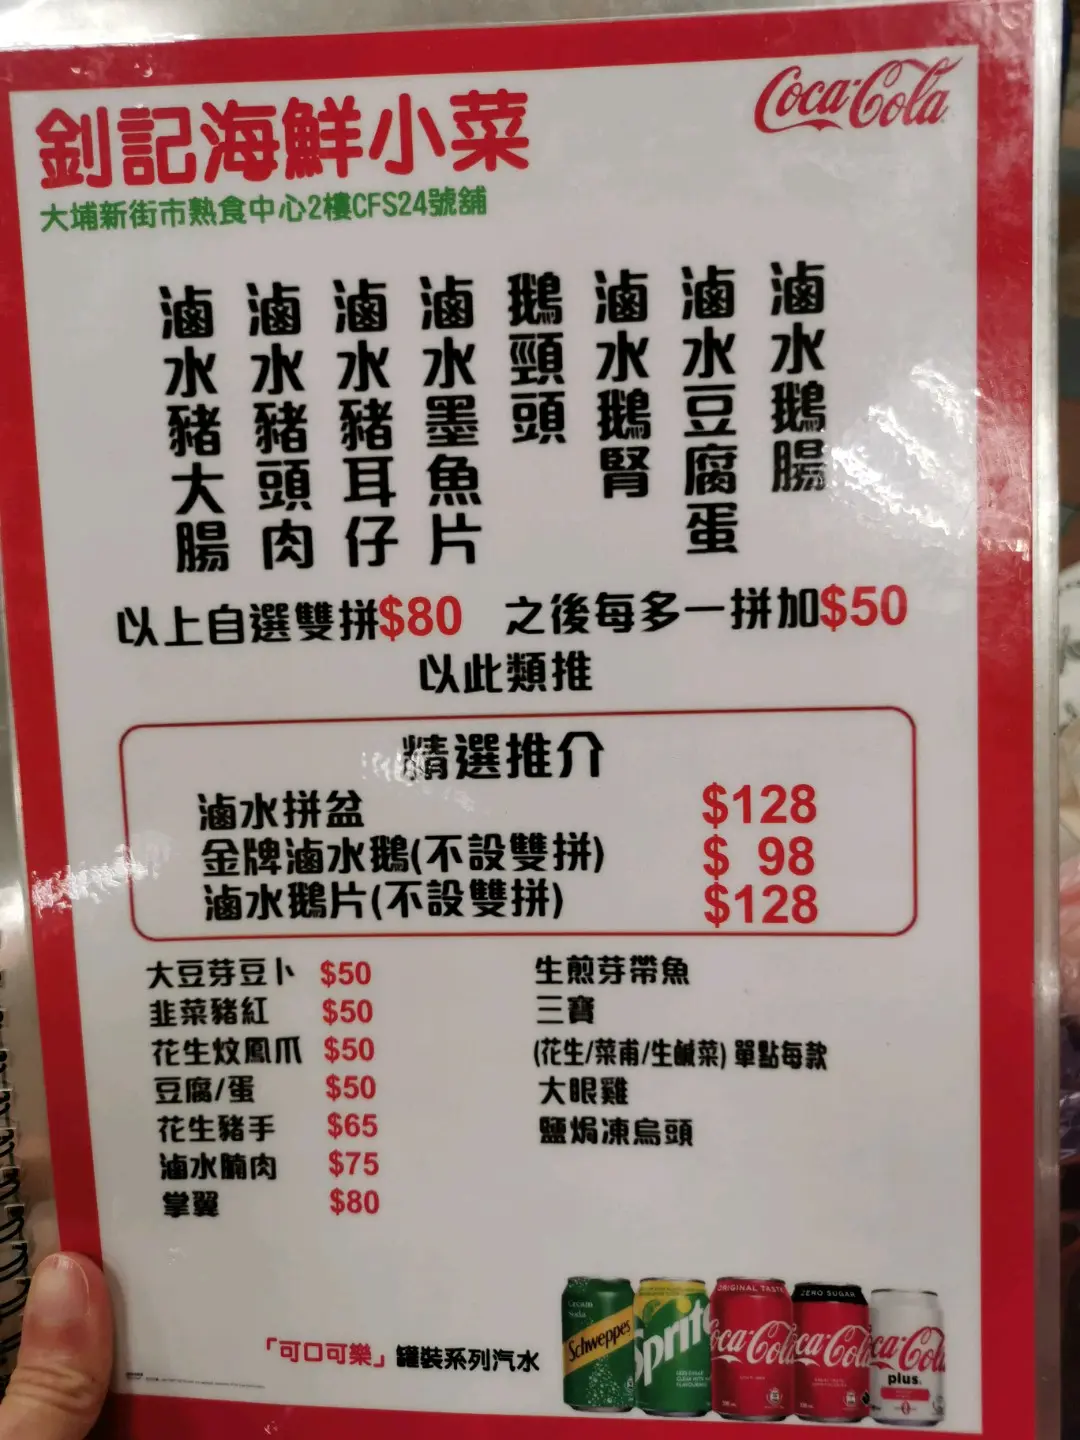 釗記海鮮小菜
Coca-Cola
大埔新街市熟食中心2樓CFS24號舖
滷水鵝腸
滷水豆腐蛋
滷水鵝腎
鵝頸頭
滷水墨魚片
滷水豬耳仔
滷水豬頭肉
滷水豬大腸
以上自選雙拼$80 之後每多一拼加$50
以此類推
精選推介
滷水拼盆 $128
金牌滷水鵝(不設雙拼) $ 98
滷水鵝片(不設雙拼) $128
大豆芽豆卜 $50
韭菜豬紅 $50
花生炆鳳爪 $50
豆腐/蛋 $50
花生豬手 $65
滷水腩肉 $75
掌翼 $80
生煎芽帶魚
三寶
(花生/菜甫/生鹹菜) 單點每款
大眼雞
鹽焗凍烏頭
「可口可樂」罐裝系列汽水
Cream Soda
Schweppes
Sprite
ORIGINAL TASTE
Coca-Cola
ZERO SUGAR
Coca-Cola
Coca-Cola
plus